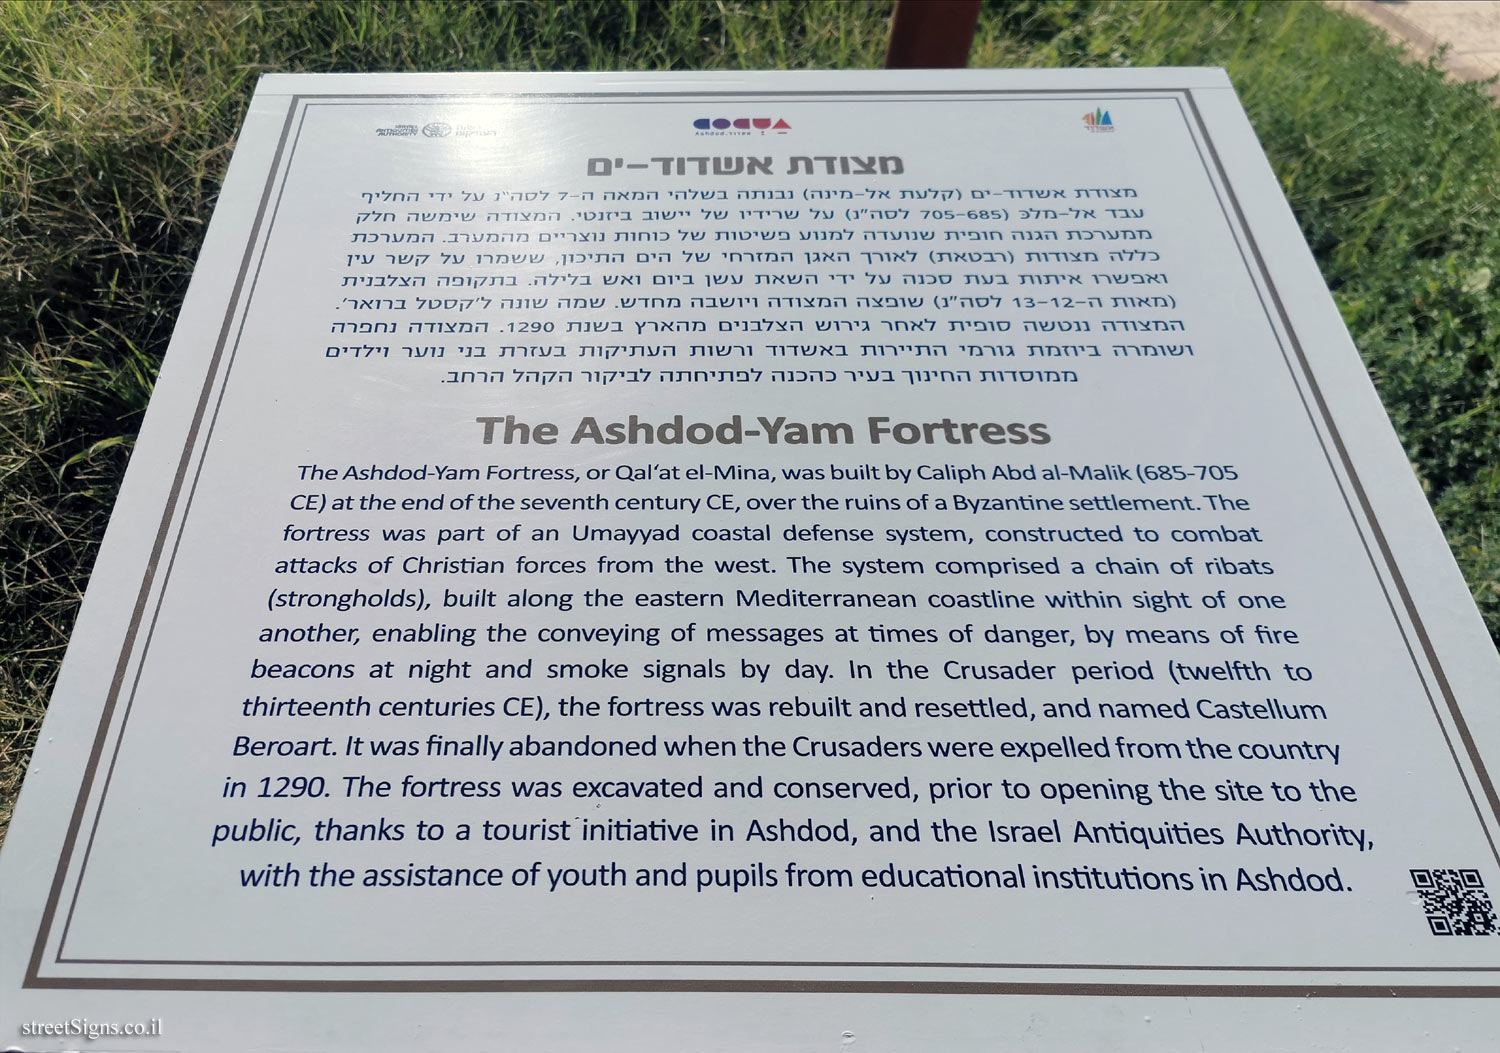 ISRAEL ANTIQUITIES AUTHORITY
רשות העתיקות
Ashdod.אשדוד
אשדוד
מצודת אשדוד-ים
מצודת אשדוד-ים (קלעת אל-מינה) נבנתה בשלהי המאה ה-7 לסה"נ על ידי החליף
עבד אל-מלכ (705-685 לסה"נ) על שרידיו של יישוב ביזנטי. המצודה שימשה חלק
ממערכת הגנה חופית שנועדה למנוע פשיטות של כוחות נוצריים מהמערב. המערכת
כללה מצודות (רבטאת) לאורך האגן המזרחי של הים התיכון, ששמרו על קשר עין
ואפשרו איתות בעת סכנה על ידי השאת עשן ביום ואש בלילה. בתקופה הצלבנית
(מאות ה-13-12 לסה"נ) שופצה המצודה ויושבה מחדש. שמה שונה ל'קסטל ברואר'.
המצודה ננטשה סופית לאחר גירוש הצלבנים מהארץ בשנת 1290. המצודה נחפרה
ושומרה ביוזמת גורמי התיירות באשדוד ורשות העתיקות בעזרת בני נוער וילדים
ממוסדות החינוך בעיר כהכנה לפתיחתה לביקור הקהל הרחב.
The Ashdod-Yam Fortress
The Ashdod-Yam Fortress, or Qal'at el-Mina, was built by Caliph Abd al-Malik (685-705
CE) at the end of the seventh century CE, over the ruins of a Byzantine settlement. The
fortress was part of an Umayyad coastal defense system, constructed to combat
attacks of Christian forces from the west. The system comprised a chain of ribats
(strongholds), built along the eastern Mediterranean coastline within sight of one
another, enabling the conveying of messages at times of danger, by means of fire
beacons at night and smoke signals by day. In the Crusader period (twelfth to
thirteenth centuries CE), the fortress was rebuilt and resettled, and named Castellum
Beroart. It was finally abandoned when the Crusaders were expelled from the country
in 1290. The fortress was excavated and conserved, prior to opening the site to the
public, thanks to a tourist initiative in Ashdod, and the Israel Antiquities Authority,
with the assistance of youth and pupils from educational institutions in Ashdod.
streetSigns.co.il